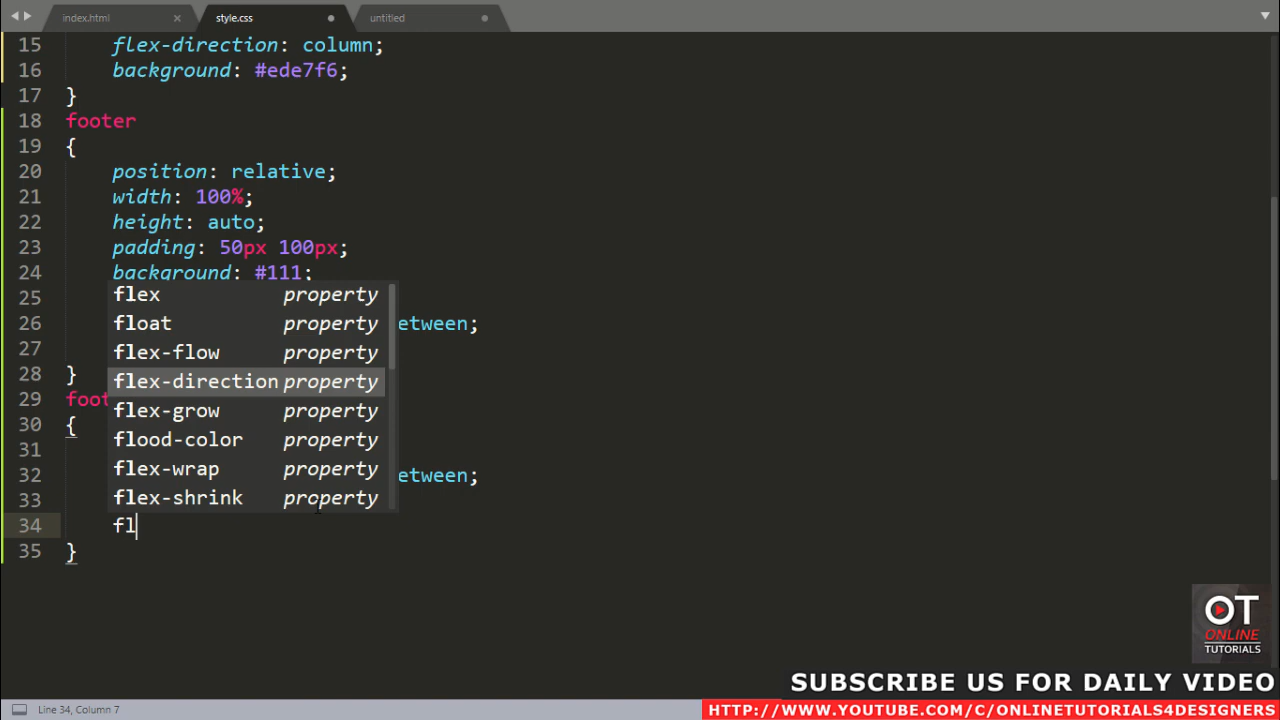 index.html × style.css untitled
15 flex-direction: column;
16 background: #ede7f6;
17 }
18 footer
19 {
20 position: relative;
21 width: 100%;
22 height: auto;
23 padding: 50px 100px;
24 background: #111;
25
26 etween;
27
28 }
29 foot
30 {
31
32 etween;
33
34 fl
35 }
flex property
float property
flex-flow property
flex-direction property
flex-grow property
flood-color property
flex-wrap property
flex-shrink property
OT
ONLINE
TUTORIALS
SUBSCRIBE US FOR DAILY VIDEO
Line 34, Column 7
HTTP://WWW.YOUTUBE.COM/C/ONLINETUTORIALS4DESIGNERS